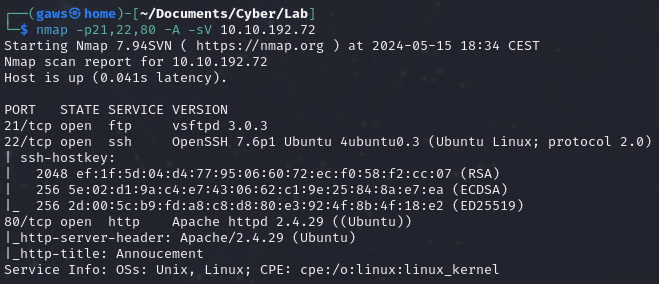 ┌──(gaws㉿home)-[~/Documents/Cyber/Lab]
└─$ nmap -p21,22,80 -A -sV 10.10.192.72
Starting Nmap 7.94SVN ( https://nmap.org ) at 2024-05-15 18:34 CEST
Nmap scan report for 10.10.192.72
Host is up (0.041s latency).

PORT   STATE SERVICE VERSION
21/tcp open  ftp     vsftpd 3.0.3
22/tcp open  ssh     OpenSSH 7.6p1 Ubuntu 4ubuntu0.3 (Ubuntu Linux; protocol 2.0)
| ssh-hostkey:
|   2048 ef:1f:5d:04:d4:77:95:06:60:72:ec:f0:58:f2:cc:07 (RSA)
|   256 5e:02:d1:9a:c4:e7:43:06:62:c1:9e:25:84:8a:e7:ea (ECDSA)
|_  256 2d:00:5c:b9:fd:a8:c8:d8:80:e3:92:4f:8b:4f:18:e2 (ED25519)
80/tcp open  http    Apache httpd 2.4.29 ((Ubuntu))
|_http-server-header: Apache/2.4.29 (Ubuntu)
|_http-title: Annoucement
Service Info: OSs: Unix, Linux; CPE: cpe:/o:linux:linux_kernel